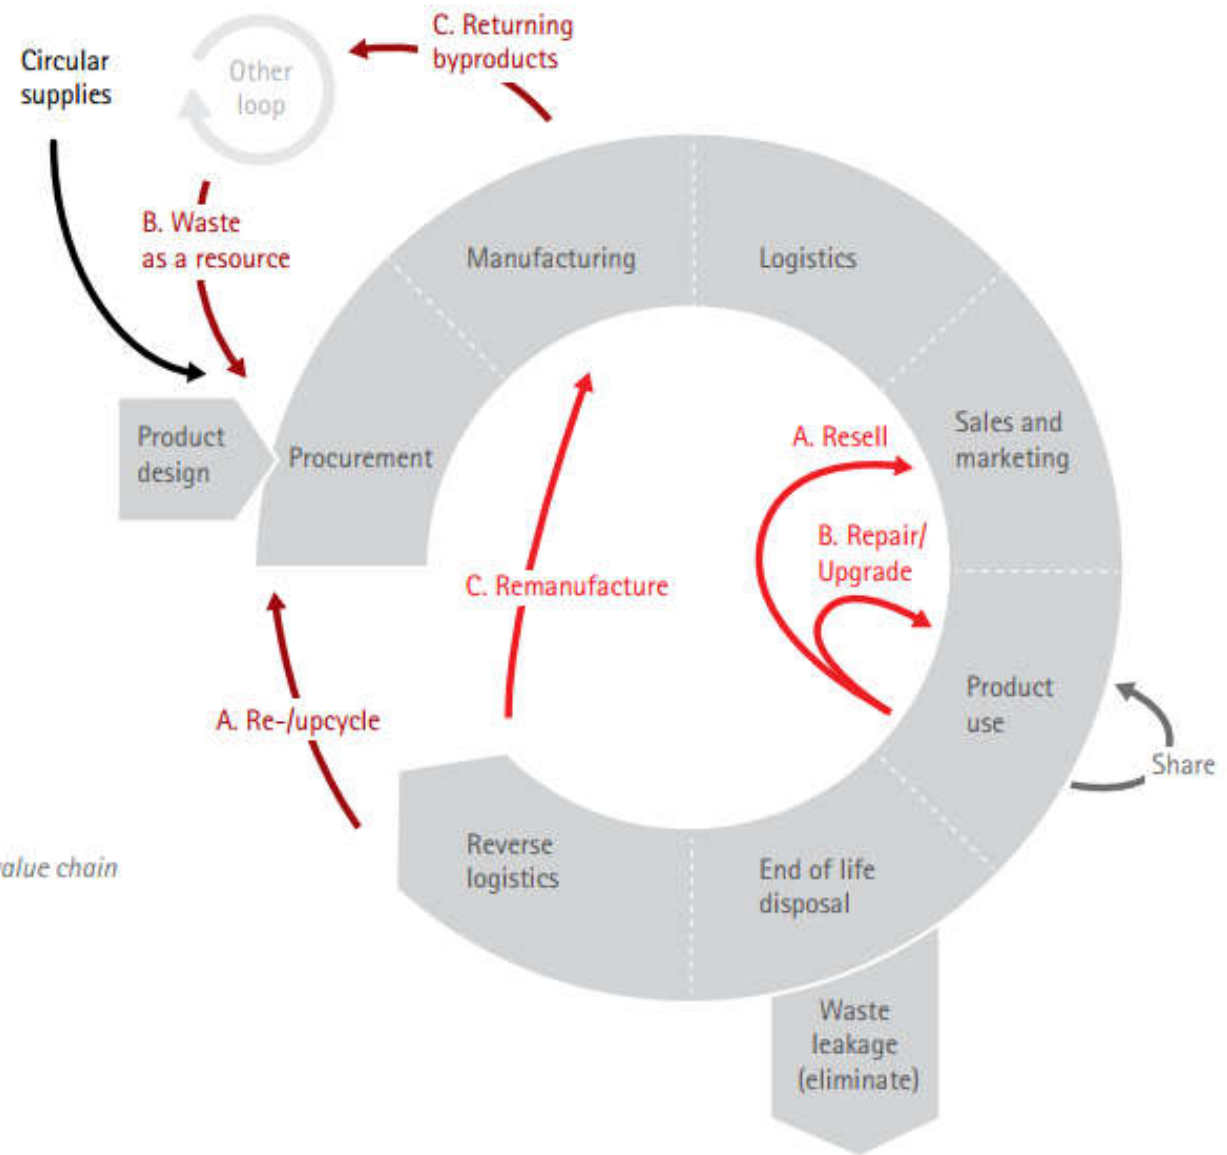 C. Returning
byproducts
Circular
supplies
Other
loop
B. Waste
as a resource
Manufacturing
Logistics
Product
design
Procurement
A. Resell
Sales and
marketing
B. Repair/
Upgrade
C. Remanufacture
Product
use
A. Re-/upcycle
Share
Reverse
logistics
End of life
disposal
chain
Waste
leakage
(eliminate)